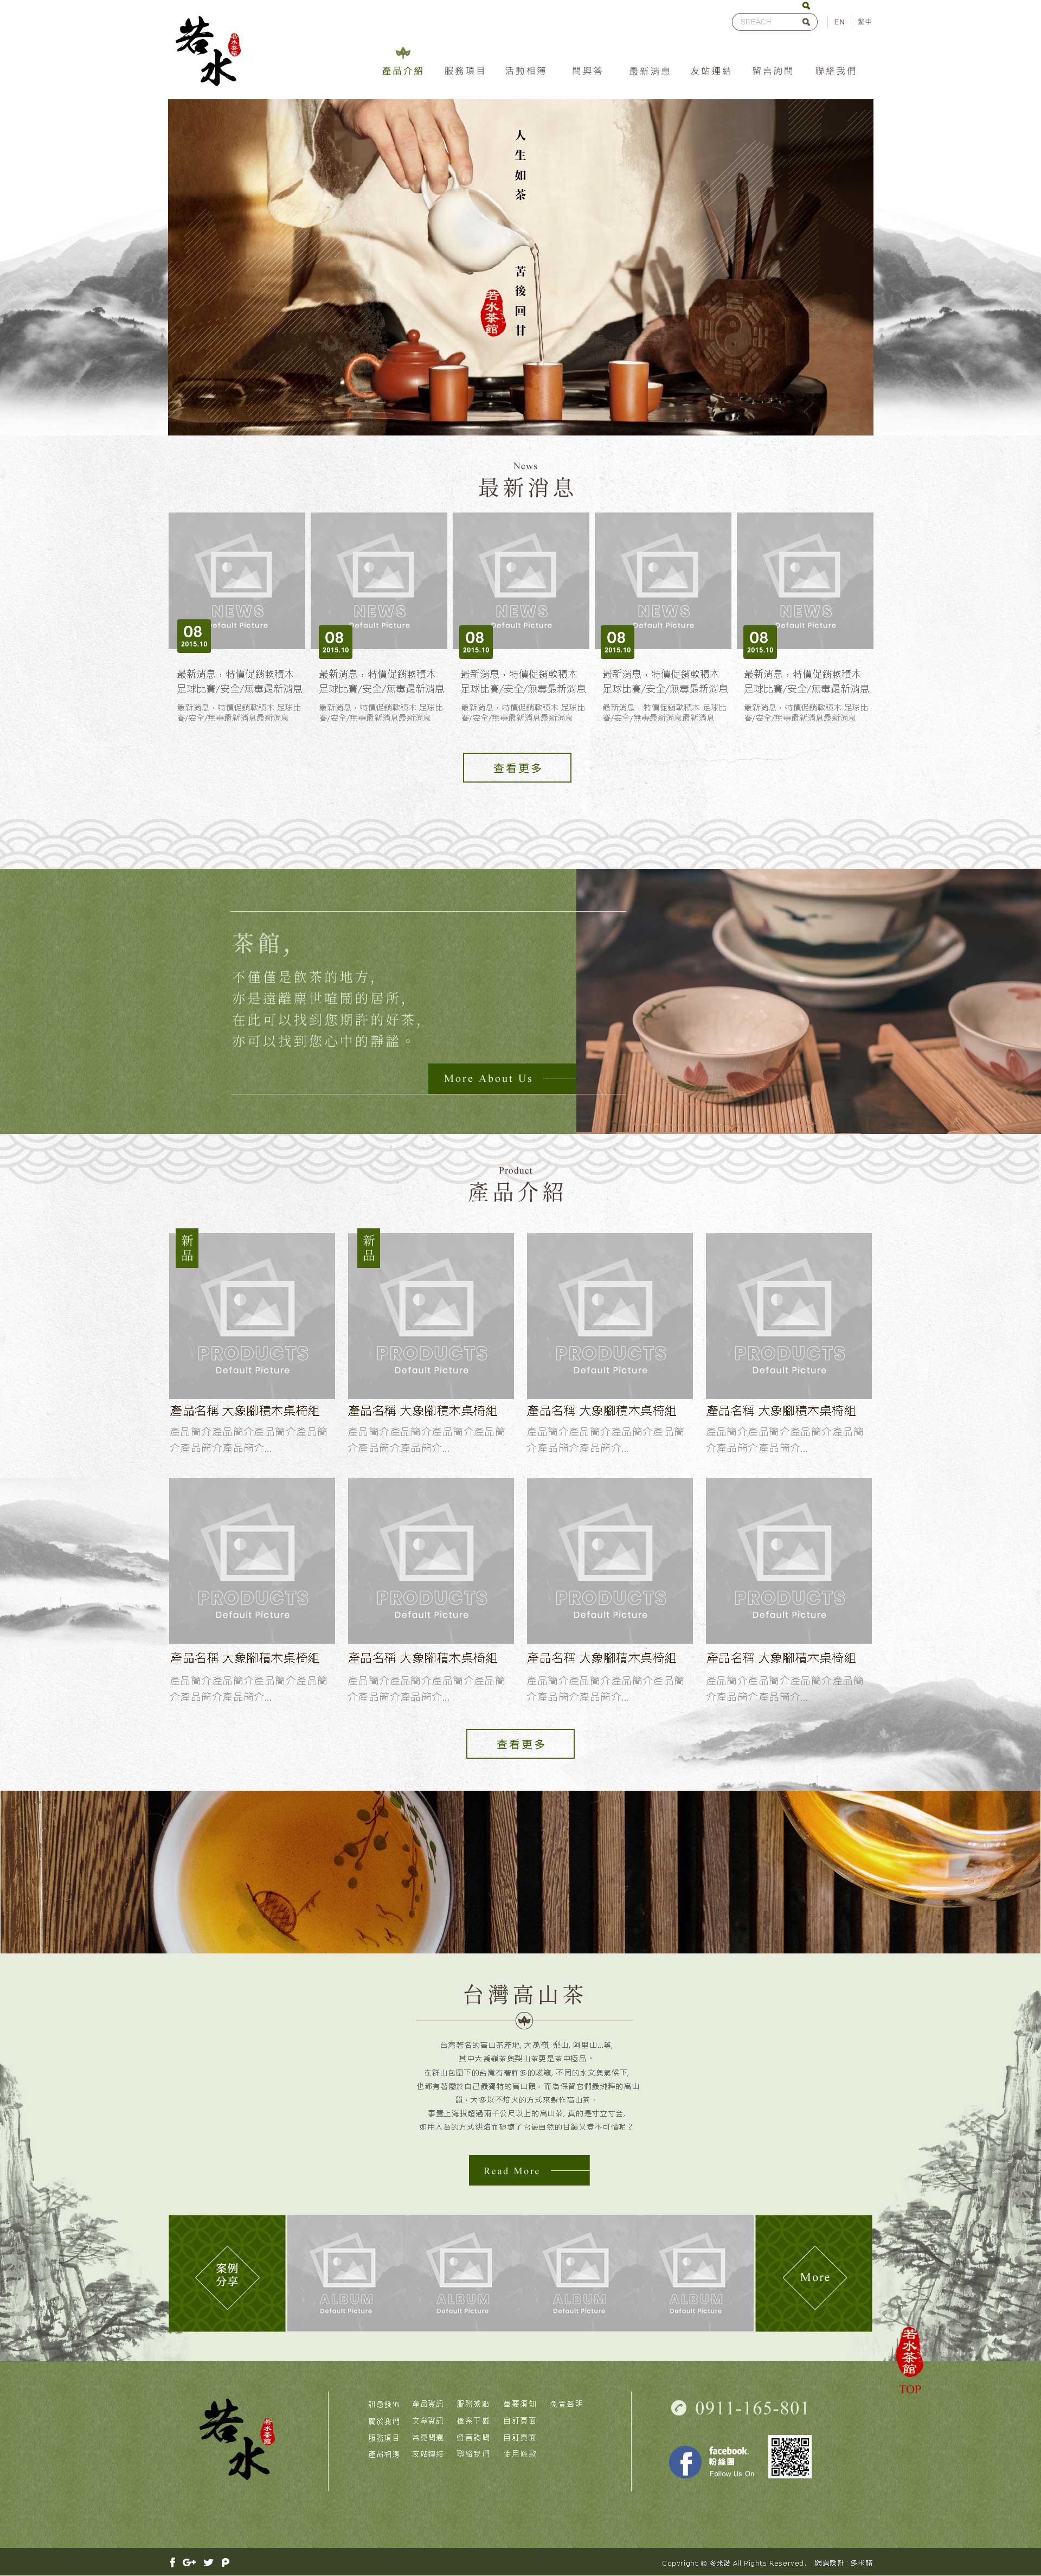 若水
若水茶館
SREACH
EN
繁中
產品介紹
服務項目
活動相簿
問與答
最新消息
友站連結
留言詢問
聯絡我們
人生如茶
苦後回甘
若水茶館
News
最新消息
NEWS
Default Picture
08
2015.10
最新消息，特價促銷軟積木
足球比賽/安全/無毒最新消息
最新消息，特價促銷軟積木 足球比
賽/安全/無毒最新消息最新消息
NEWS
Default Picture
08
2015.10
最新消息，特價促銷軟積木
足球比賽/安全/無毒最新消息
最新消息，特價促銷軟積木 足球比
賽/安全/無毒最新消息最新消息
NEWS
Default Picture
08
2015.10
最新消息，特價促銷軟積木
足球比賽/安全/無毒最新消息
最新消息，特價促銷軟積木 足球比
賽/安全/無毒最新消息最新消息
NEWS
Default Picture
08
2015.10
最新消息，特價促銷軟積木
足球比賽/安全/無毒最新消息
最新消息，特價促銷軟積木 足球比
賽/安全/無毒最新消息最新消息
NEWS
Default Picture
08
2015.10
最新消息，特價促銷軟積木
足球比賽/安全/無毒最新消息
最新消息，特價促銷軟積木 足球比
賽/安全/無毒最新消息最新消息
查看更多
茶館,
不僅僅是飲茶的地方,
亦是遠離塵世喧鬧的居所,
在此可以找到您期許的好茶,
亦可以找到您心中的靜謐。
More About Us
Product
產品介紹
新品
PRODUCTS
Default Picture
產品名稱 大象腳積木桌椅組
產品簡介產品簡介產品簡介產品簡
介產品簡介產品簡介...
新品
PRODUCTS
Default Picture
產品名稱 大象腳積木桌椅組
產品簡介產品簡介產品簡介產品簡
介產品簡介產品簡介...
PRODUCTS
Default Picture
產品名稱 大象腳積木桌椅組
產品簡介產品簡介產品簡介產品簡
介產品簡介產品簡介...
PRODUCTS
Default Picture
產品名稱 大象腳積木桌椅組
產品簡介產品簡介產品簡介產品簡
介產品簡介產品簡介...
PRODUCTS
Default Picture
產品名稱 大象腳積木桌椅組
產品簡介產品簡介產品簡介產品簡
介產品簡介產品簡介...
PRODUCTS
Default Picture
產品名稱 大象腳積木桌椅組
產品簡介產品簡介產品簡介產品簡
介產品簡介產品簡介...
PRODUCTS
Default Picture
產品名稱 大象腳積木桌椅組
產品簡介產品簡介產品簡介產品簡
介產品簡介產品簡介...
PRODUCTS
Default Picture
產品名稱 大象腳積木桌椅組
產品簡介產品簡介產品簡介產品簡
介產品簡介產品簡介...
查看更多
台灣高山茶
台灣著名的高山茶產地, 大禹嶺, 梨山, 阿里山...等,
其中大禹嶺茶與梨山茶更是茶中極品。
在群山包圍下的台灣有著許多的峻嶺, 不同的水文與氣候下,
也都有著屬於自己最獨特的高山韻，而為保留它們最純粹的高山
韻，大多以不焙火的方式來製作高山茶。
事實上海拔超過兩千公尺以上的高山茶, 真的是寸立寸金,
如用人為的方式烘焙而破壞了它最自然的甘韻又豈不可惜呢？
Read More
案例
分享
ALBUM
Default Picture
ALBUM
Default Picture
ALBUM
Default Picture
ALBUM
Default Picture
More
若水茶館
TOP
若水
若水茶館
訊息發佈 產品資訊 服務據點 重要須知 免責聲明
關於我們 文章資訊 檔案下載 自訂頁面
服務項目 常見問題 留言詢問 自訂頁面
產品相簿 友站連結 聯絡我們 使用條款
0911-165-801
facebook.
粉絲團
Follow Us On
Copyright © 多米諾 All Rights Reserved. 網頁設計 : 多米諾